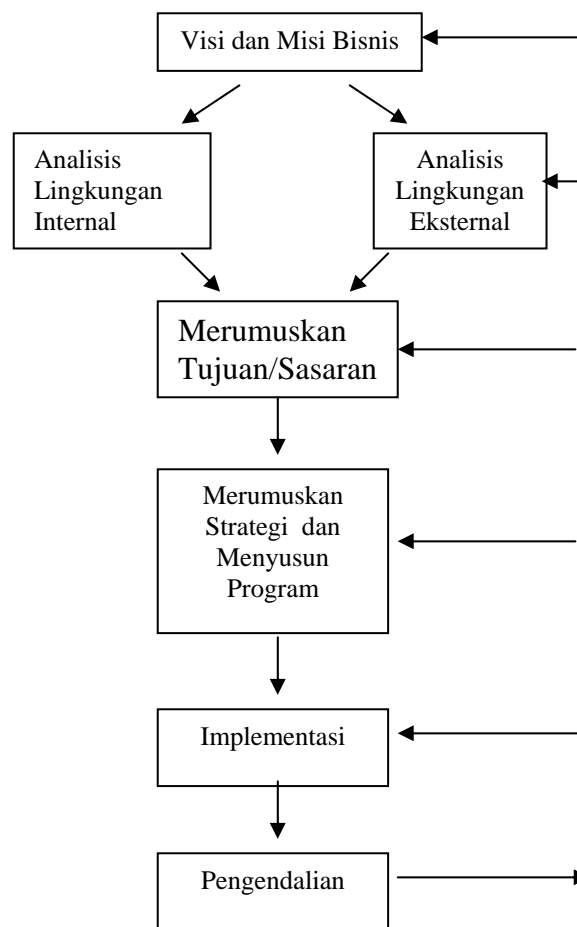 Visi dan Misi Bisnis
Analisis
Lingkungan
Internal
Analisis
Lingkungan
Eksternal
Merumuskan
Tujuan/Sasaran
Merumuskan
Strategi dan
Menyusun
Program
Implementasi
Pengendalian